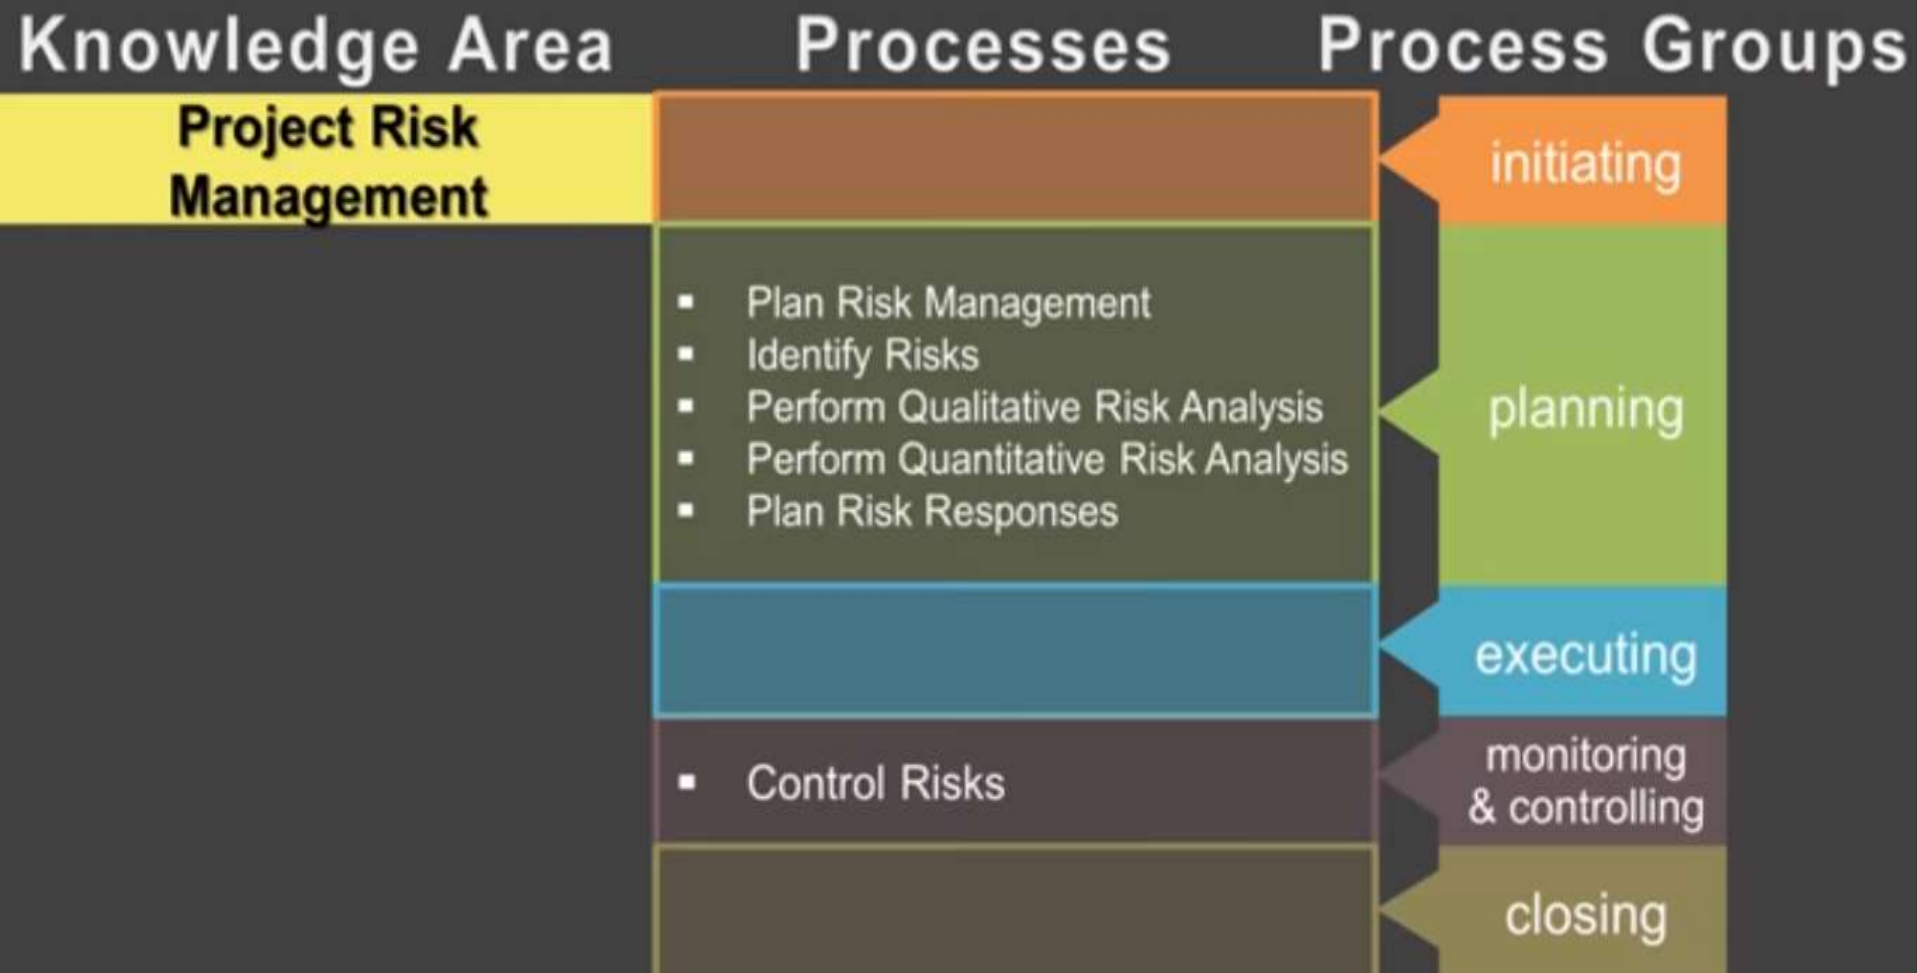 Knowledge Area
Processes
Process Groups
Project Risk
Management
initiating
▪ Plan Risk Management
▪ Identify Risks
▪ Perform Qualitative Risk Analysis
▪ Perform Quantitative Risk Analysis
▪ Plan Risk Responses
planning
executing
▪ Control Risks
monitoring
& controlling
closing